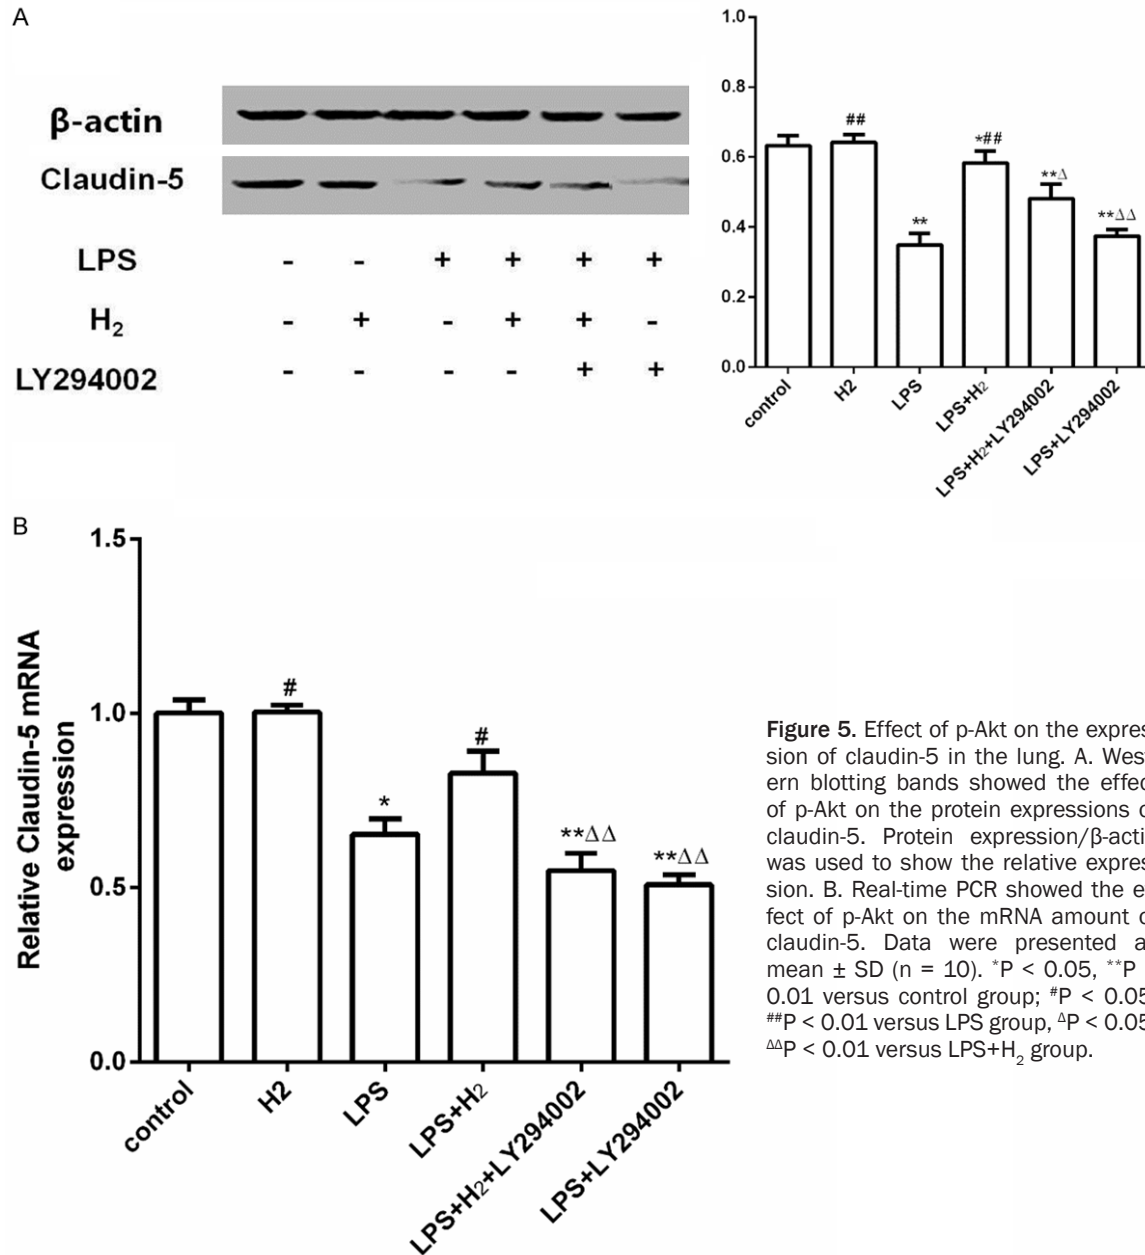 A
β-actin
Claudin-5
LPS - - + + + +
H₂ - + - + + -
LY294002 - - - - + +
1.0
0.8
0.6
0.4
0.2
0.0
##
**
*##
**Δ
**ΔΔ
control
H2
LPS
LPS+H₂
LPS+H₂+LY294002
LPS+LY294002
B
Relative Claudin-5 mRNA
expression
1.5
1.0
0.5
0.0
#
*
#
**ΔΔ
**ΔΔ
control
H2
LPS
LPS+H₂
LPS+H₂+LY294002
LPS+LY294002
Figure 5. Effect of p-Akt on the expres
sion of claudin-5 in the lung. A. West
ern blotting bands showed the effec
of p-Akt on the protein expressions o
claudin-5. Protein expression/β-acti
was used to show the relative expres
sion. B. Real-time PCR showed the e
fect of p-Akt on the mRNA amount o
claudin-5. Data were presented a
mean ± SD (n = 10). *P < 0.05, **P
0.01 versus control group; #P < 0.05
##P < 0.01 versus LPS group, ΔP < 0.05
ΔΔP < 0.01 versus LPS+H₂ group.